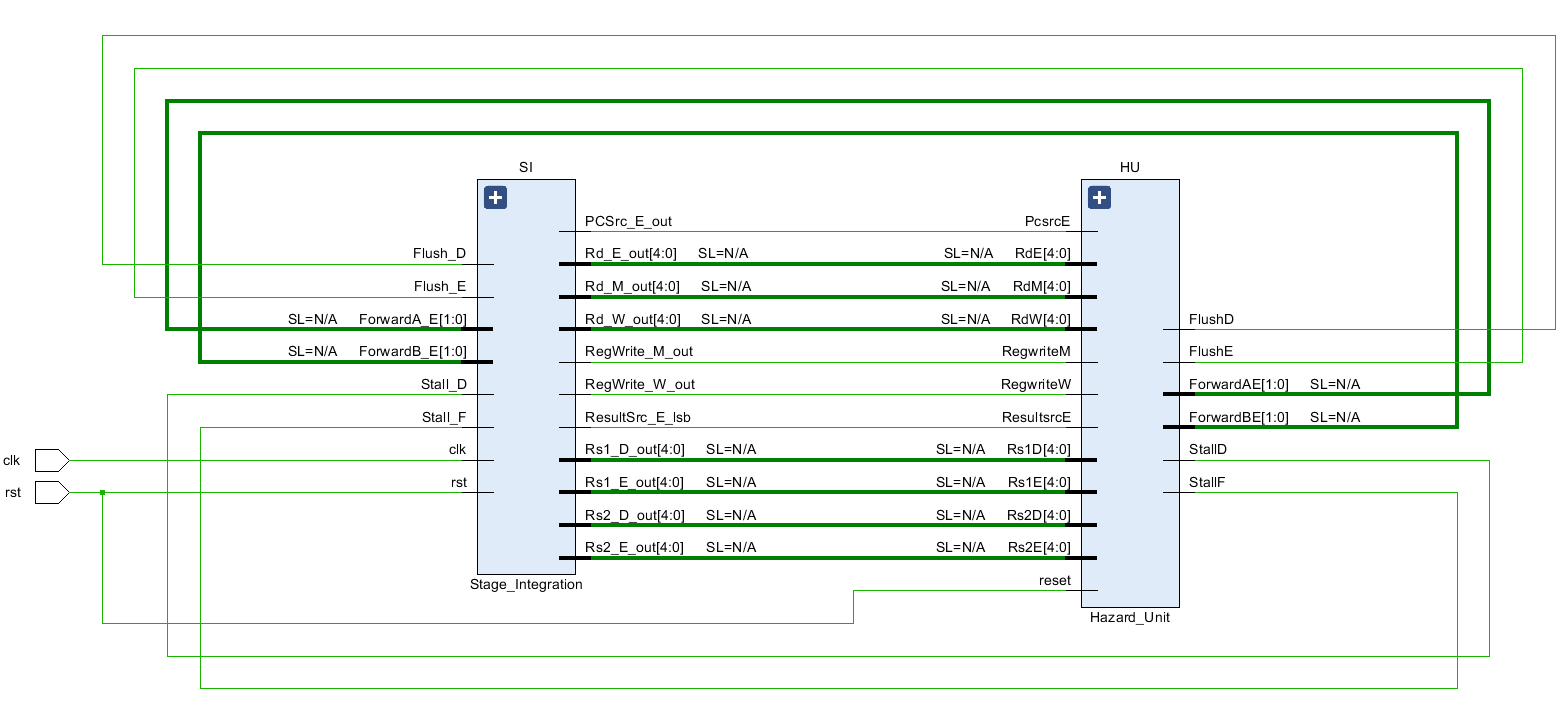 SI HU
PCSrc_E_out PcsrcE
Flush_D Rd_E_out[4:0] SL=N/A SL=N/A RdE[4:0]
Flush_E Rd_M_out[4:0] SL=N/A SL=N/A RdM[4:0]
SL=N/A ForwardA_E[1:0] Rd_W_out[4:0] SL=N/A SL=N/A RdW[4:0] FlushD
SL=N/A ForwardB_E[1:0] RegWrite_M_out RegwriteM FlushE
Stall_D RegWrite_W_out RegwriteW ForwardAE[1:0] SL=N/A
Stall_F ResultSrc_E_lsb ResultsrcE ForwardBE[1:0] SL=N/A
clk clk Rs1_D_out[4:0] SL=N/A SL=N/A Rs1D[4:0] StallD
rst rst Rs1_E_out[4:0] SL=N/A SL=N/A Rs1E[4:0] StallF
Rs2_D_out[4:0] SL=N/A SL=N/A Rs2D[4:0]
Rs2_E_out[4:0] SL=N/A SL=N/A Rs2E[4:0]
Stage_Integration reset
Hazard_Unit